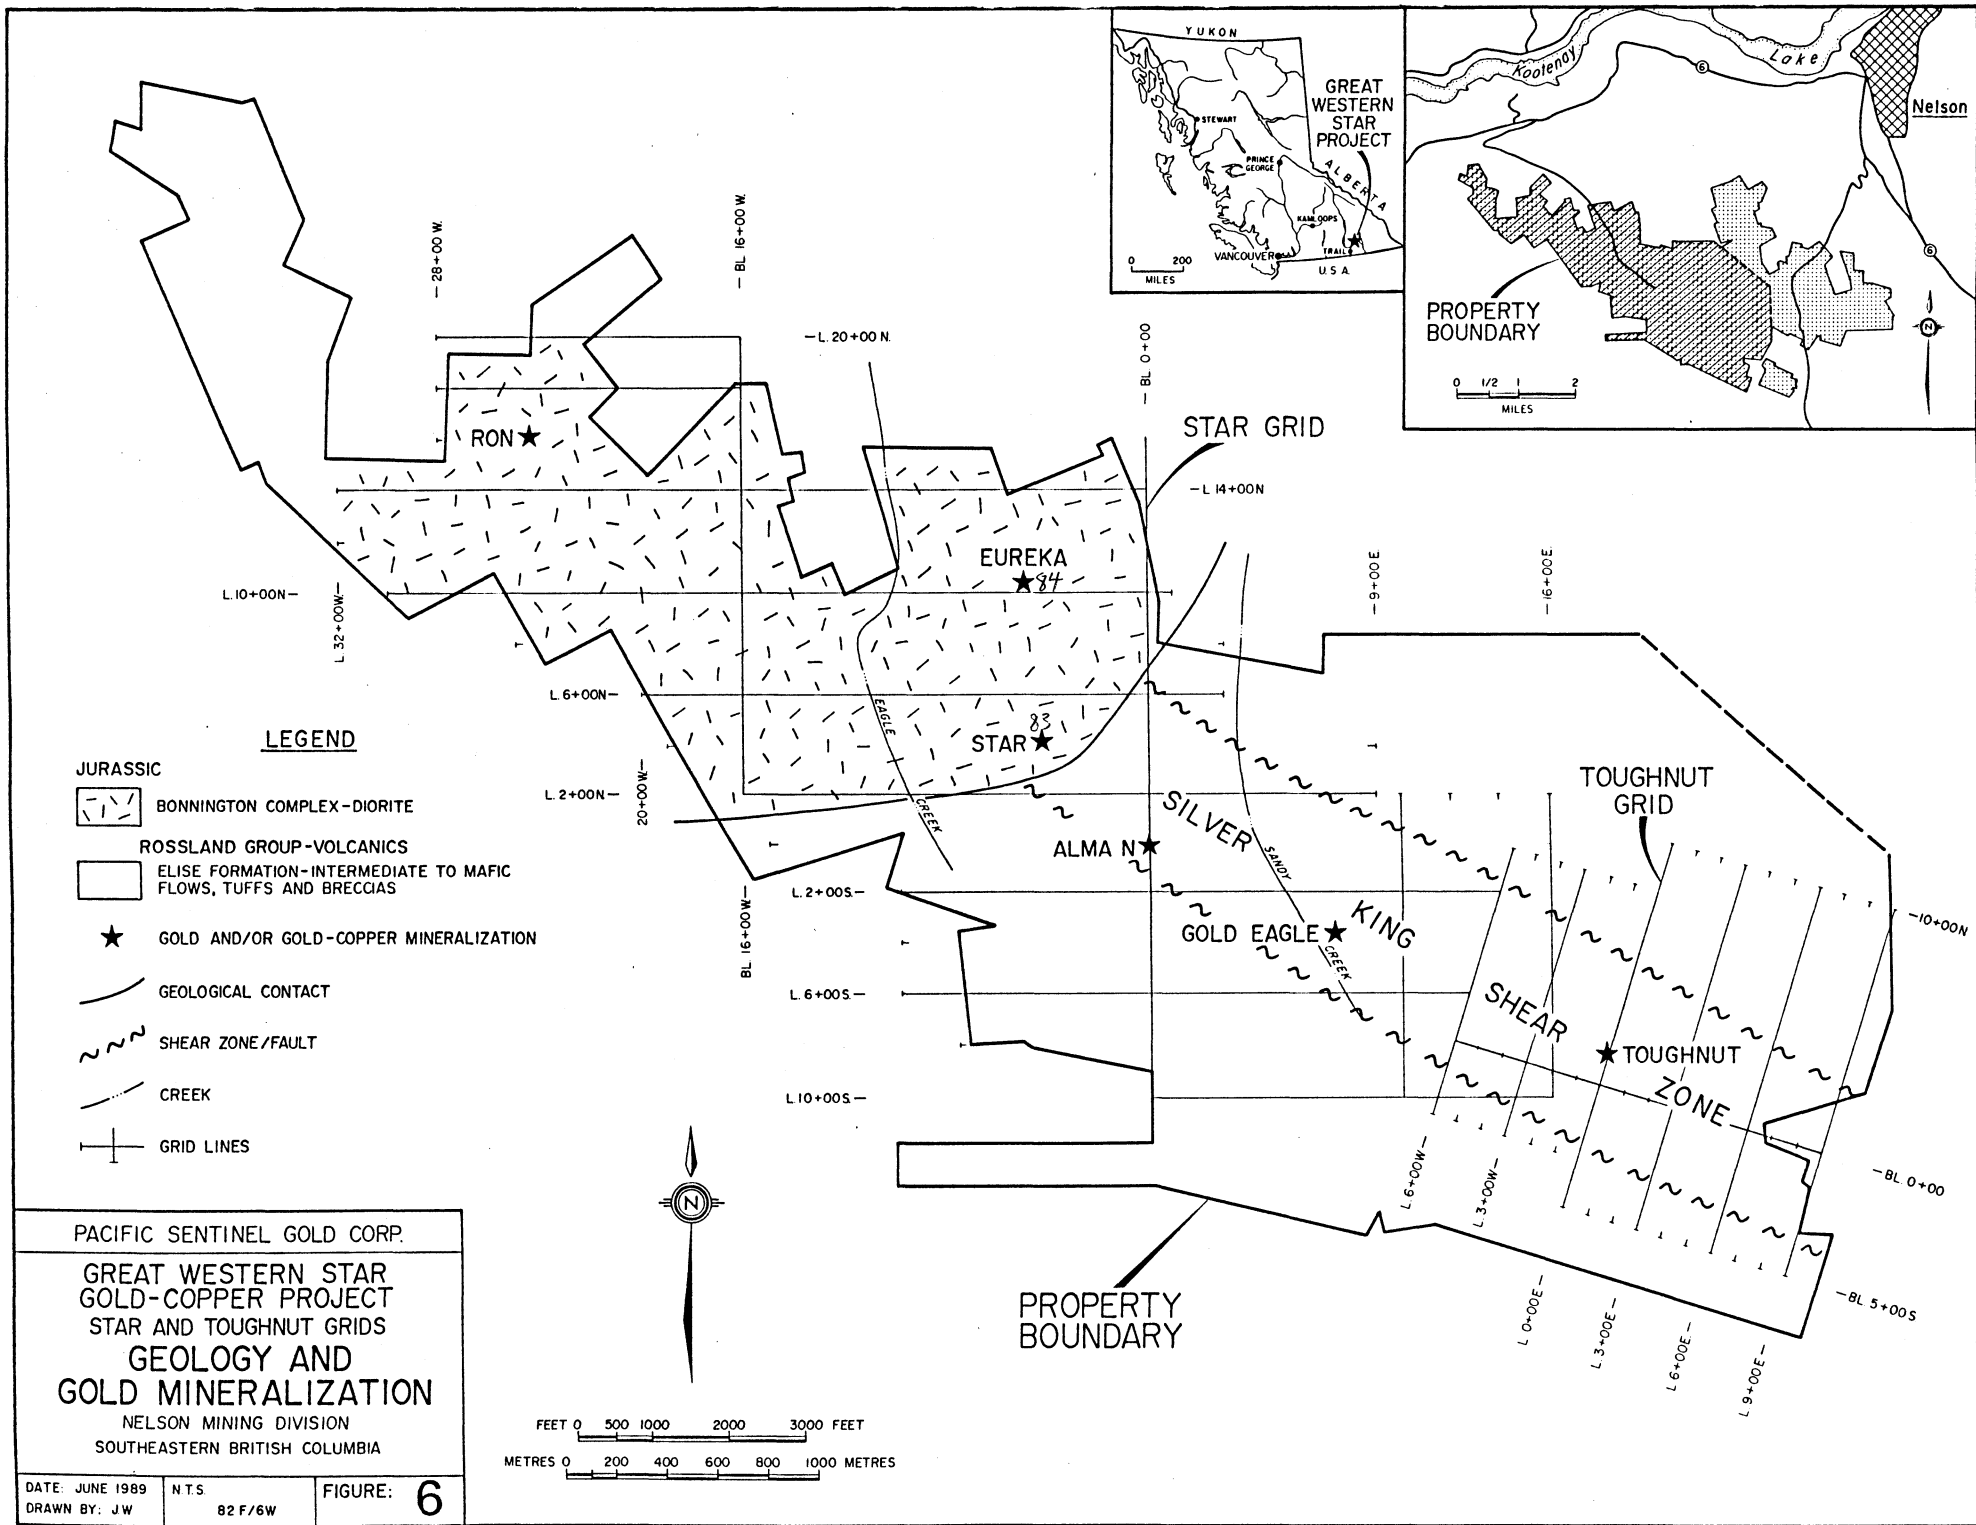 YUKON
GREAT
WESTERN
STAR
PROJECT
STEWART
PRINCE
GEORGE
ALBERTA
KAMLOOPS
VANCOUVER
TRAIL
U.S.A.
0 200
MILES
Kootenay
Lake
6
Nelson
6
PROPERTY
BOUNDARY
N
0 1/2 1 2
MILES
28+00 W.
BL 16+00 W.
L. 20+00 N.
BL 0+00
STAR GRID
RON
L 14+00N
EUREKA
84
L. 10+00N
L. 32+00W.
9+00E
16+00E.
L. 6+00N
EAGLE
CREEK
83
STAR
L. 2+00N
20+00W.
SILVER
KING
SHEAR
ZONE
ALMA N
SANDY
CREEK
GOLD EAGLE
TOUGHNUT
GRID
L. 2+00S.
BL. 16+00W.
L. 6+00S.
L. 10+00S.
TOUGHNUT
10+00N
BL. 0+00
BL. 5+00S
L. 6+00W
L. 3+00W
L 0+00E
L. 3+00E
L 6+00E
L 9+00E
PROPERTY
BOUNDARY
LEGEND
JURASSIC
BONNINGTON COMPLEX-DIORITE
ROSSLAND GROUP-VOLCANICS
ELISE FORMATION-INTERMEDIATE TO MAFIC
FLOWS, TUFFS AND BRECCIAS
GOLD AND/OR GOLD-COPPER MINERALIZATION
GEOLOGICAL CONTACT
SHEAR ZONE/FAULT
CREEK
GRID LINES
N
PACIFIC SENTINEL GOLD CORP.
GREAT WESTERN STAR
GOLD-COPPER PROJECT
STAR AND TOUGHNUT GRIDS
GEOLOGY AND
GOLD MINERALIZATION
NELSON MINING DIVISION
SOUTHEASTERN BRITISH COLUMBIA
DATE: JUNE 1989
DRAWN BY: J.W
N.T.S.
82 F/6W
FIGURE: 6
FEET 0 500 1000 2000 3000 FEET
METRES 0 200 400 600 800 1000 METRES